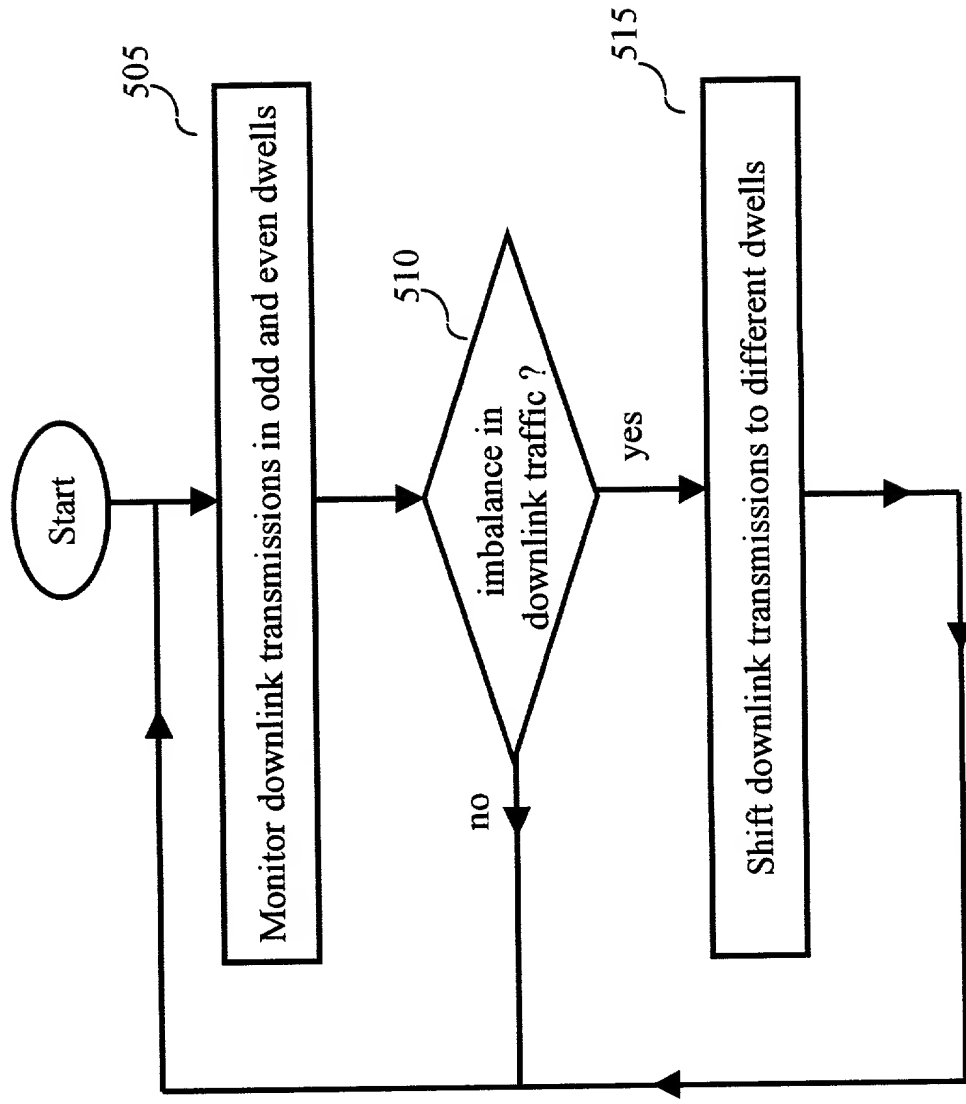 Start
505
Monitor downlink transmissions in odd and even dwells
510
imbalance in
downlink traffic ?
no
yes
515
Shift downlink transmissions to different dwells